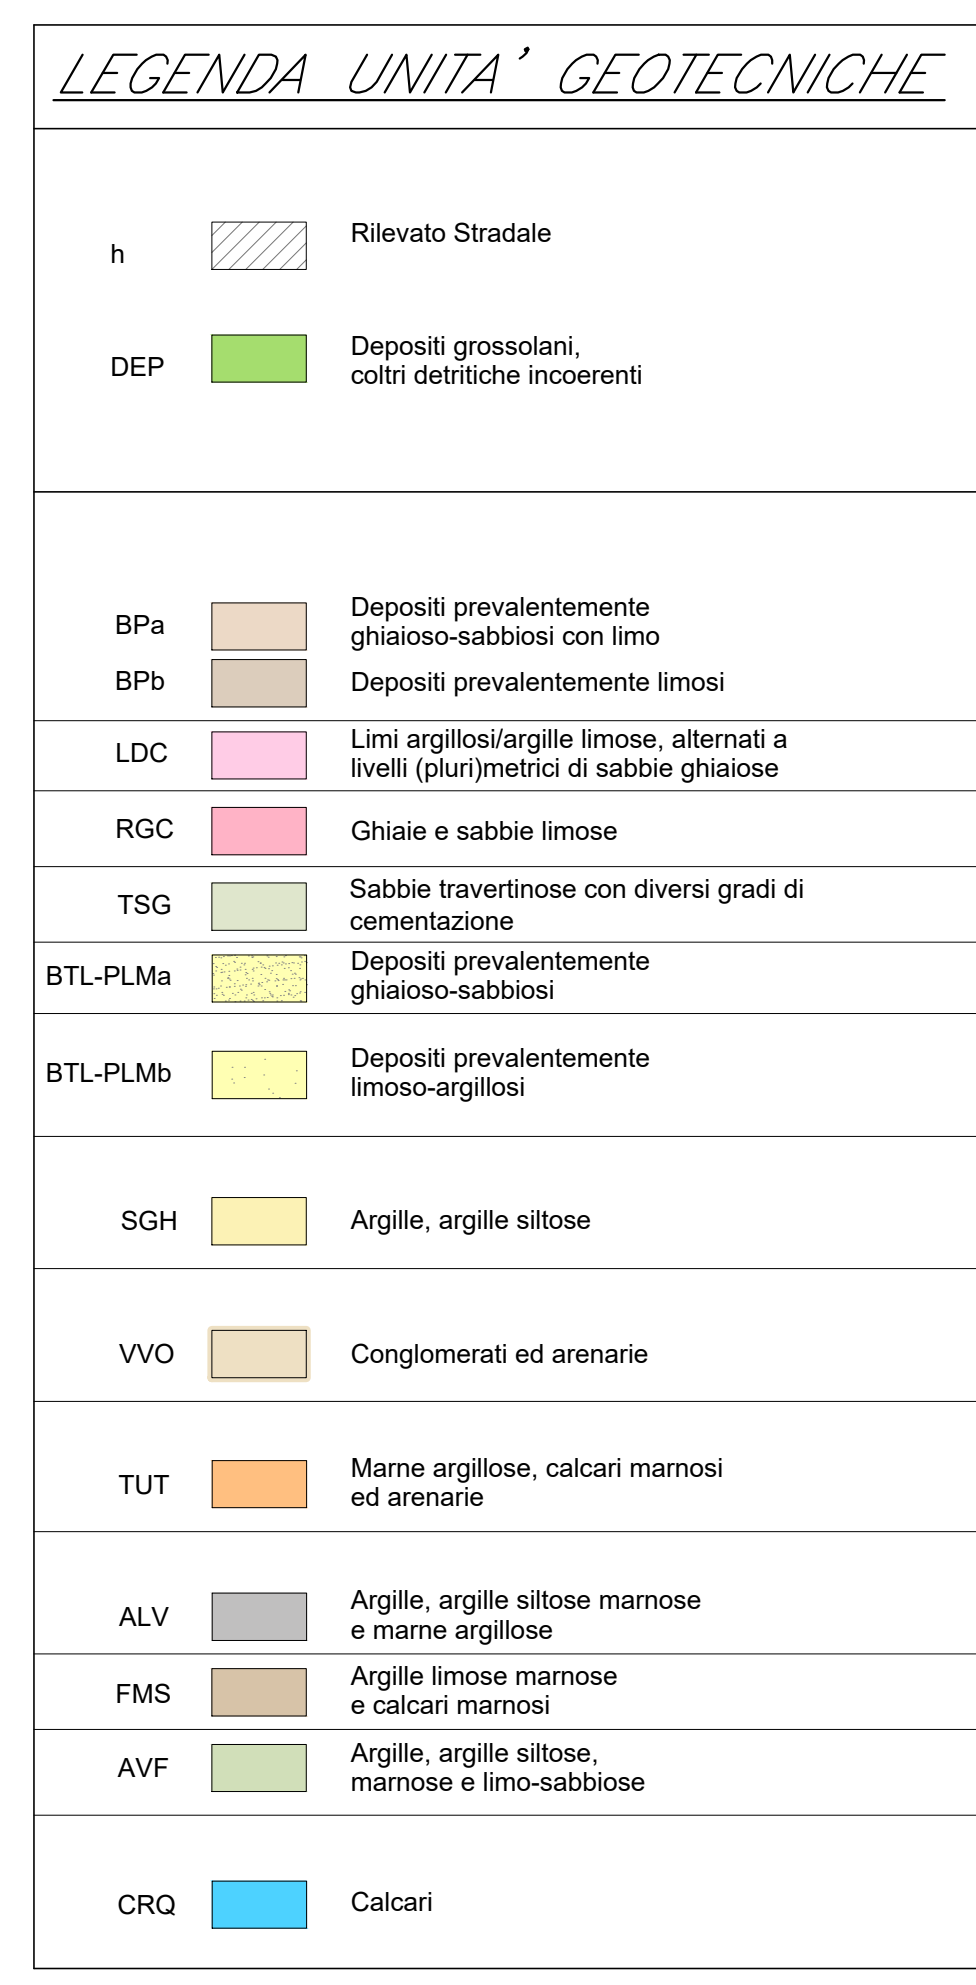 LEGENDA UNITA' GEOTECNICHE
h
Rilevato Stradale
DEP
Depositi grossolani,
coltri detritiche incoerenti
BPa
Depositi prevalentemente
ghiaioso-sabbiosi con limo
BPb
Depositi prevalentemente limosi
LDC
Limi argillosi/argille limose, alternati a
livelli (pluri)metrici di sabbie ghiaiose
RGC
Ghiaie e sabbie limose
TSG
Sabbie travertinose con diversi gradi di
cementazione
BTL-PLMa
Depositi prevalentemente
ghiaioso-sabbiosi
BTL-PLMb
Depositi prevalentemente
limoso-argillosi
SGH
Argille, argille siltose
VVO
Conglomerati ed arenarie
TUT
Marne argillose, calcari marnosi
ed arenarie
ALV
Argille, argille siltose marnose
e marne argillose
FMS
Argille limose marnose
e calcari marnosi
AVF
Argille, argille siltose,
marnose e limo-sabbiose
CRQ
Calcari